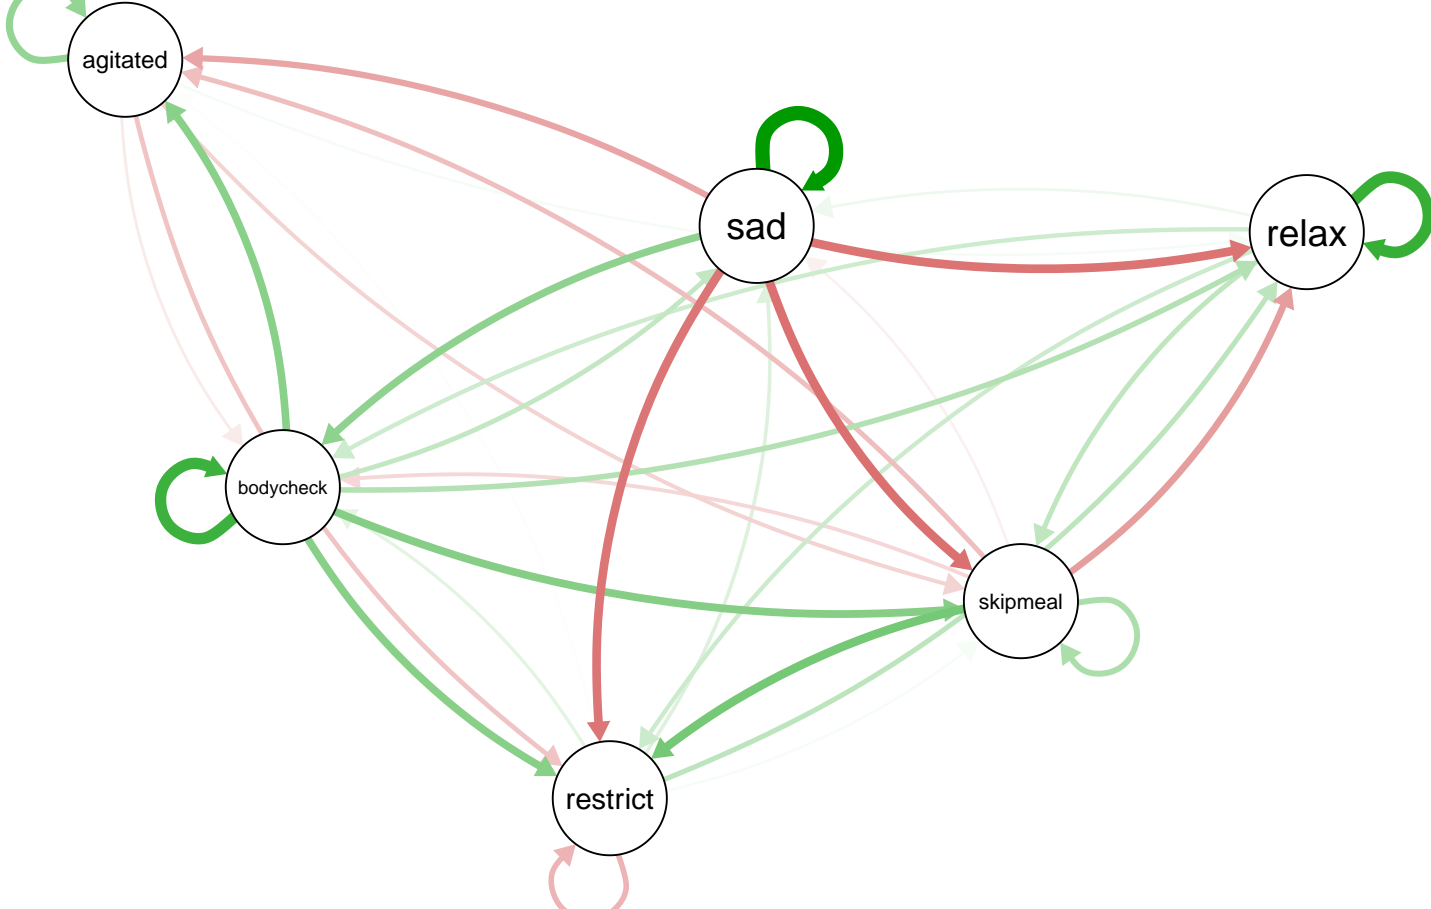 agitated
sad
relax
bodycheck
skipmeal
restrict